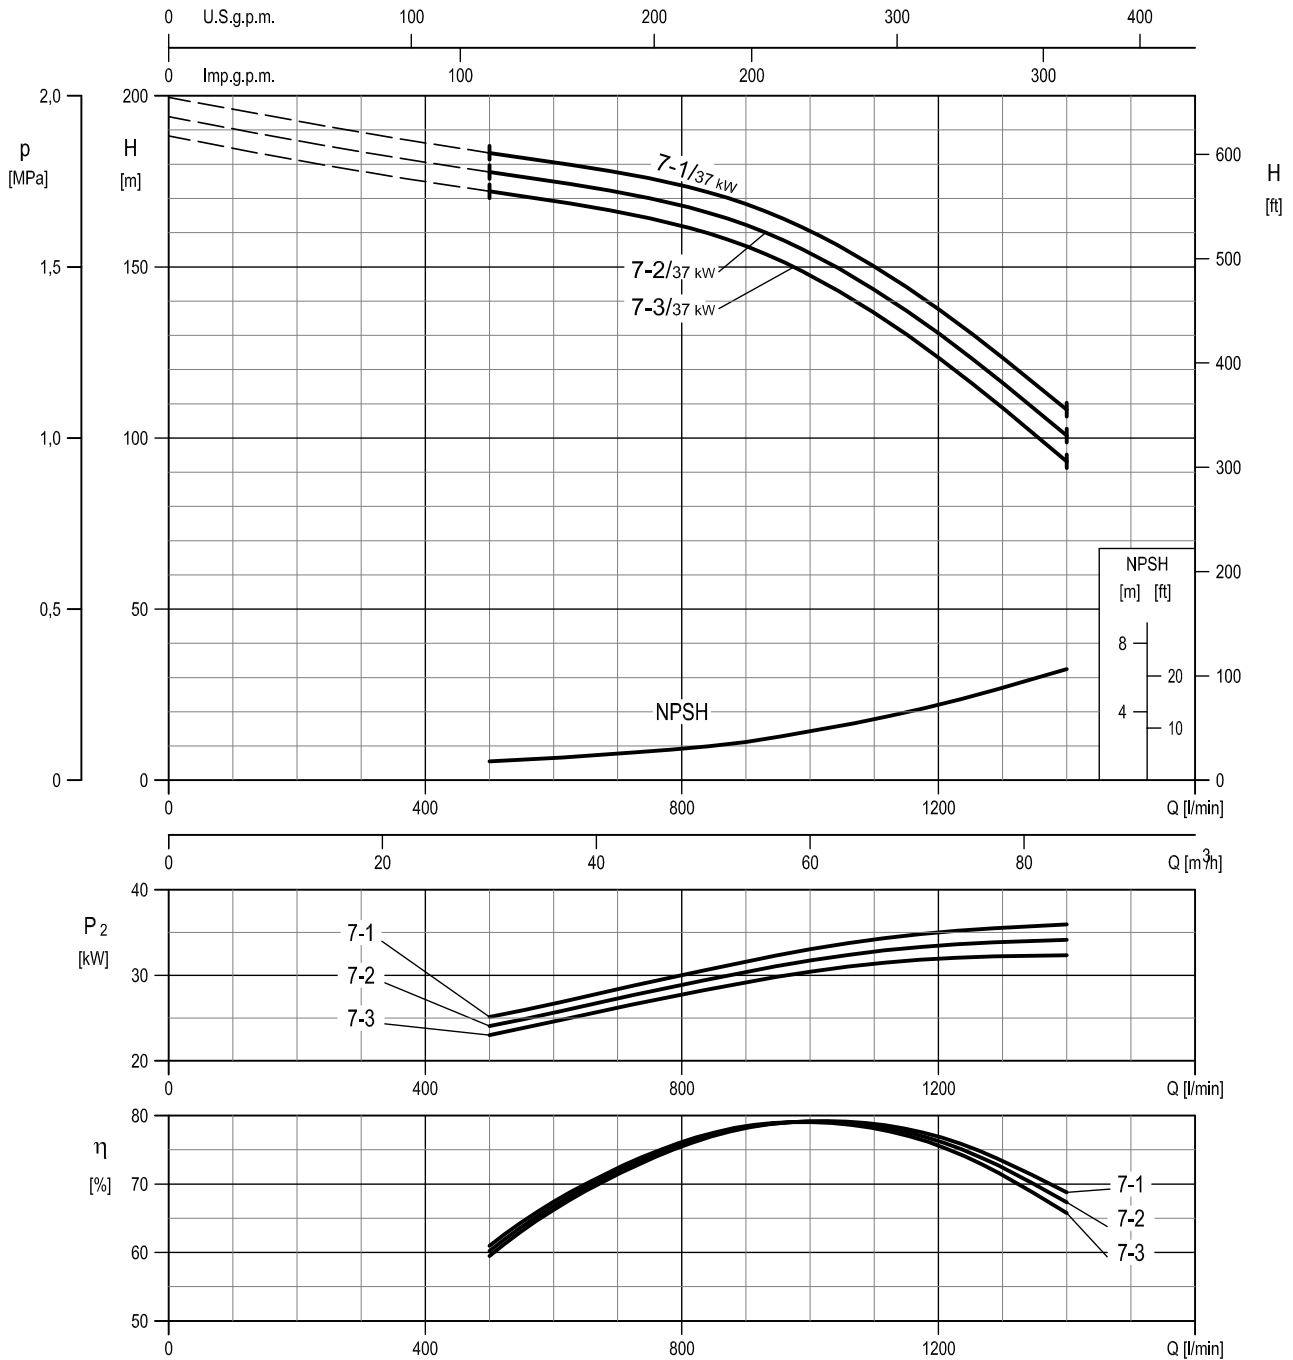 0 U.S.g.p.m. 100 200 300 400
0 Imp.g.p.m. 100 200 300
2,0 200
p H 7-1/37 kW 600 H
[MPa] [m] [ft]
1,5 150 7-2/37 kW 500
7-3/37 kW
400
1,0 100 300
NPSH
[m] [ft]
200
0,5 50 8
20 100
NPSH 4
10
0 0 0
0 400 800 1200 Q [l/min]
0 20 40 60 80 Q [m³/h]
40
P2 7-1
[kW] 7-2
30
7-3
20
0 400 800 1200 Q [l/min]
80
η
[%] 70 7-1
7-2
60 7-3
50
0 400 800 1200 Q [l/min]